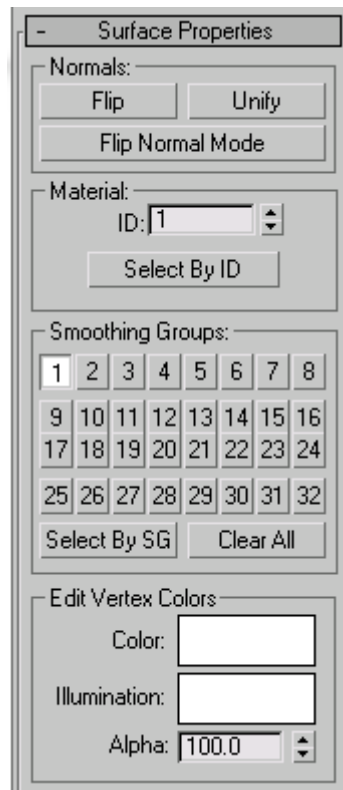 - Surface Properties
Normals:
Flip Unify
Flip Normal Mode
Material:
ID: 1
Select By ID
Smoothing Groups:
1 2 3 4 5 6 7 8
9 10 11 12 13 14 15 16
17 18 19 20 21 22 23 24
25 26 27 28 29 30 31 32
Select By SG Clear All
Edit Vertex Colors
Color:
Illumination:
Alpha: 100.0